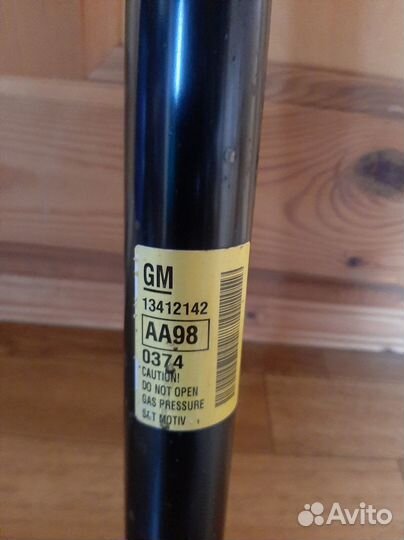 GM
13412142
AA98
0374
CAUTION!
DO NOT OPEN
GAS PRESSURE
S&T MOTIV
Avito